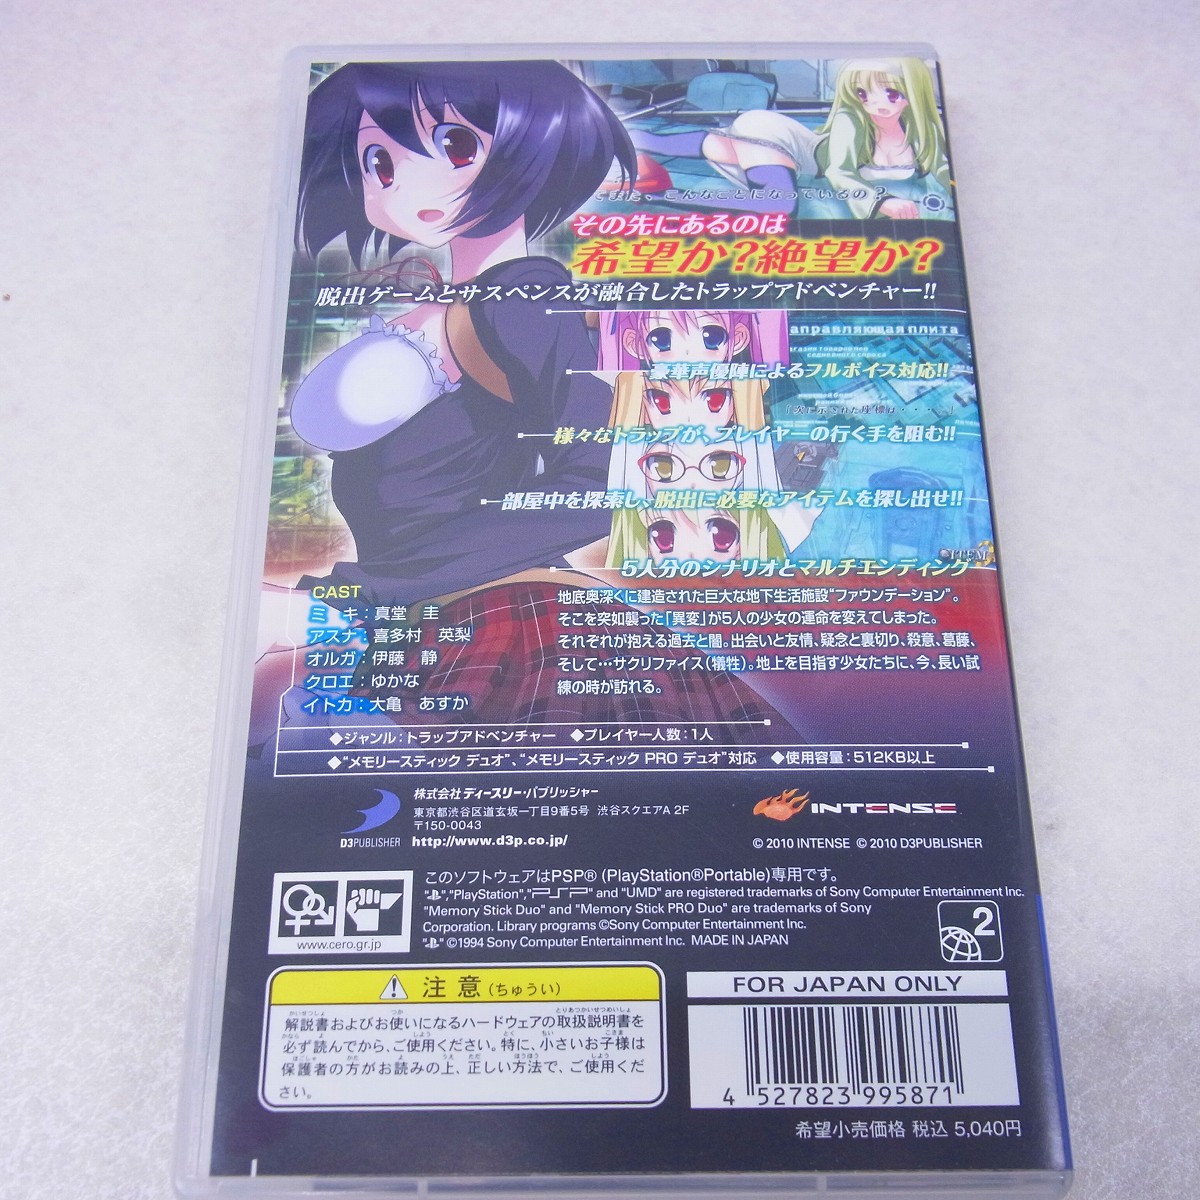 てまた、こんなことになっているの？
その先にあるのは
希望か?絶望か?
脱出ゲームとサスペンスが融合したトラップアドベンチャー!!
аправляющая плита
豪華声優陣によるフルボイス対応!!
「次に示された座標は・・・・」
様々なトラップが、プレイヤーの行く手を阻む!!
部屋中を探索し、脱出に必要なアイテムを探し出せ!!
ITEM
5人分のシナリオとマルチエンディング
CAST
ミキ：真堂 圭
アスナ：喜多村 英梨
オルガ：伊藤 静
クロエ：ゆかな
イトカ：大亀 あすか
地底奥深くに建造された巨大な地下生活施設“ファウンデーション”。
そこを突如襲った「異変」が5人の少女の運命を変えてしまった。
それぞれが抱える過去と闇。出会いと友情、疑念と裏切り、殺意、葛藤、
そして…サクリファイス(犠牲)。地上を目指す少女たちに、今、長い試
練の時が訪れる。
◆ジャンル：トラップアドベンチャー ◆プレイヤー人数：1人
◆“メモリースティック デュオ”、“メモリースティック PRO デュオ”対応 ◆使用容量：512KB以上
D3PUBLISHER
株式会社 ディースリー・パブリッシャー
東京都渋谷区道玄坂一丁目9番5号 渋谷スクエアA 2F
〒150-0043
http://www.d3p.co.jp/
INTENSE
© 2010 INTENSE © 2010 D3PUBLISHER
www.cero.gr.jp
このソフトウェアはPSP® (PlayStation®Portable)専用です。
"PlayStation","PSP" and "UMD" are registered trademarks of Sony Computer Entertainment Inc.
"Memory Stick Duo" and "Memory Stick PRO Duo" are trademarks of Sony
Corporation. Library programs ©Sony Computer Entertainment Inc.
©1994 Sony Computer Entertainment Inc. MADE IN JAPAN
2
注意(ちゅうい)
解説書およびお使いになるハードウェアの取扱説明書を
必ず読んでから、ご使用ください。特に、小さいお子様は
保護者の方がお読みの上、正しい方法で、ご使用くだ
さい。
FOR JAPAN ONLY
4 527823 995871
希望小売価格 税込 5,040円